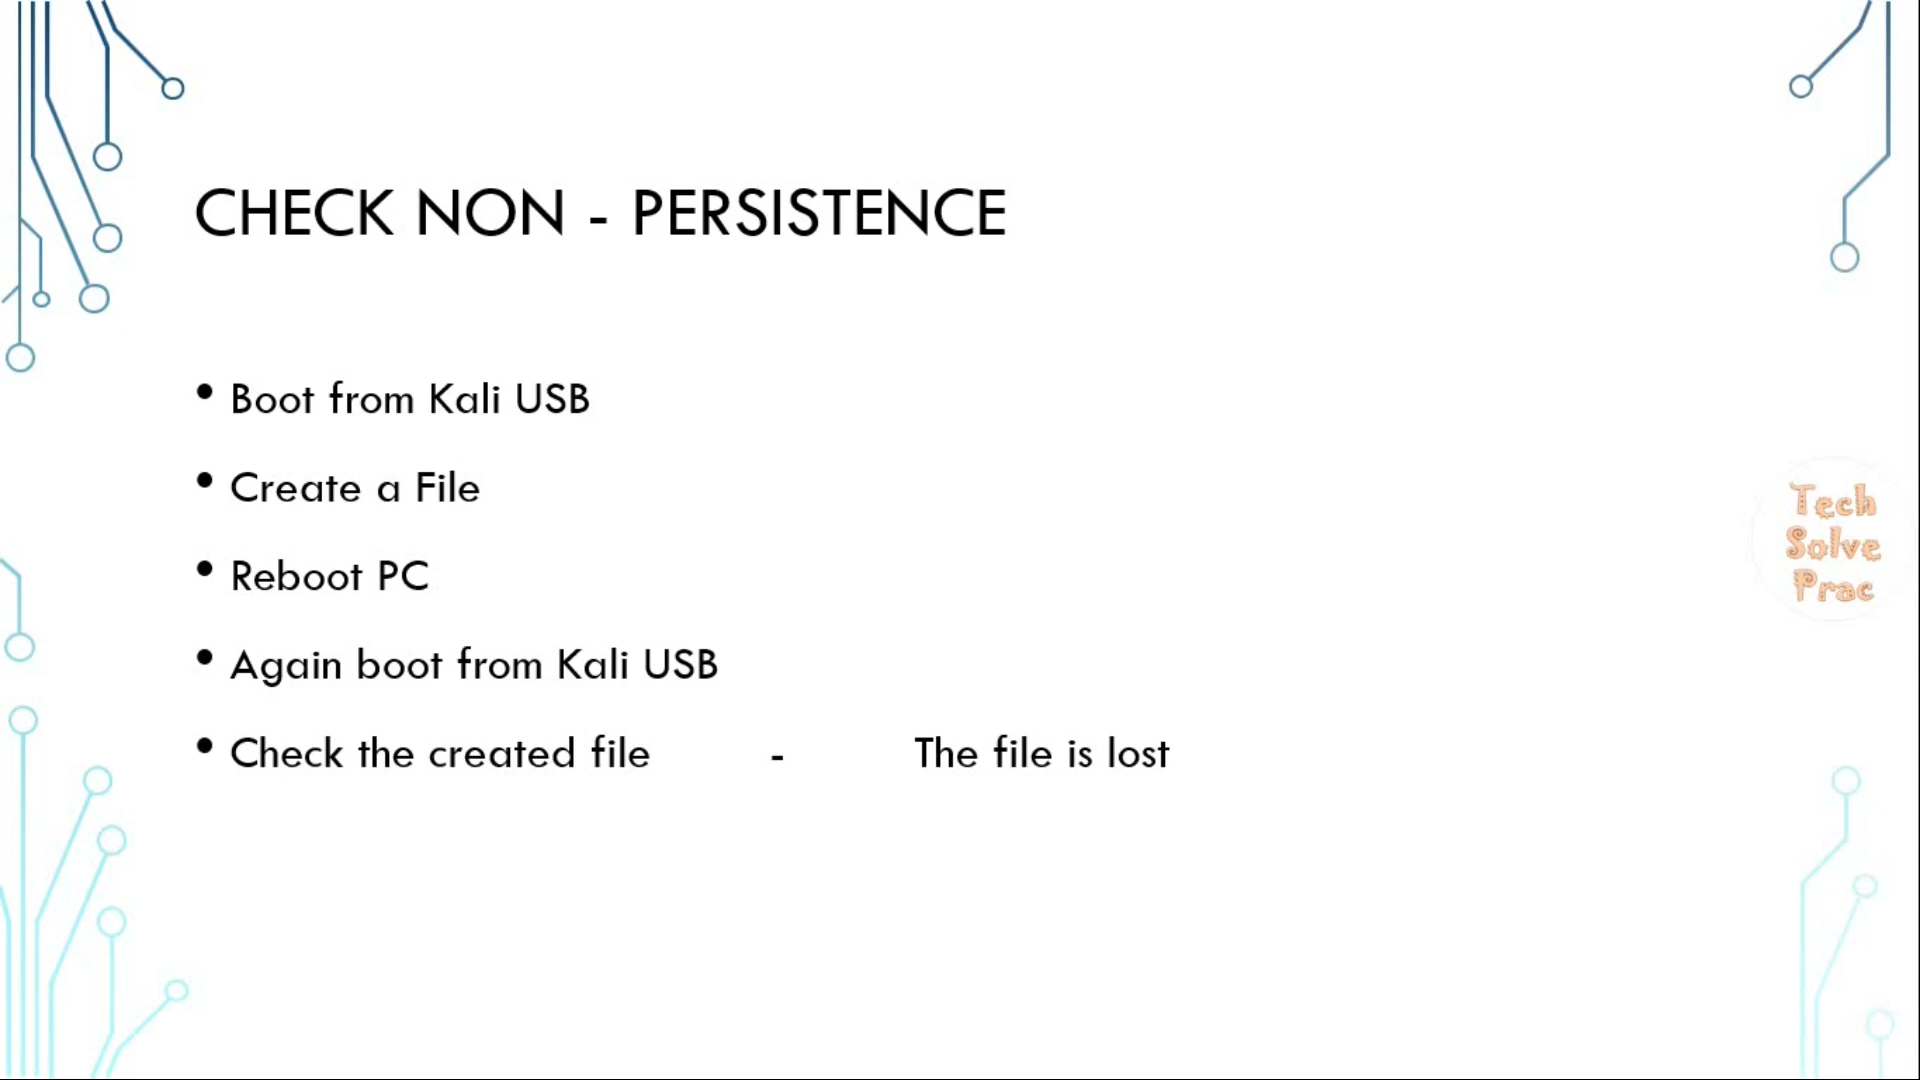 CHECK NON - PERSISTENCE
• Boot from Kali USB
• Create a File
• Reboot PC
• Again boot from Kali USB
• Check the created file - The file is lost
Tech
Solve
Prac